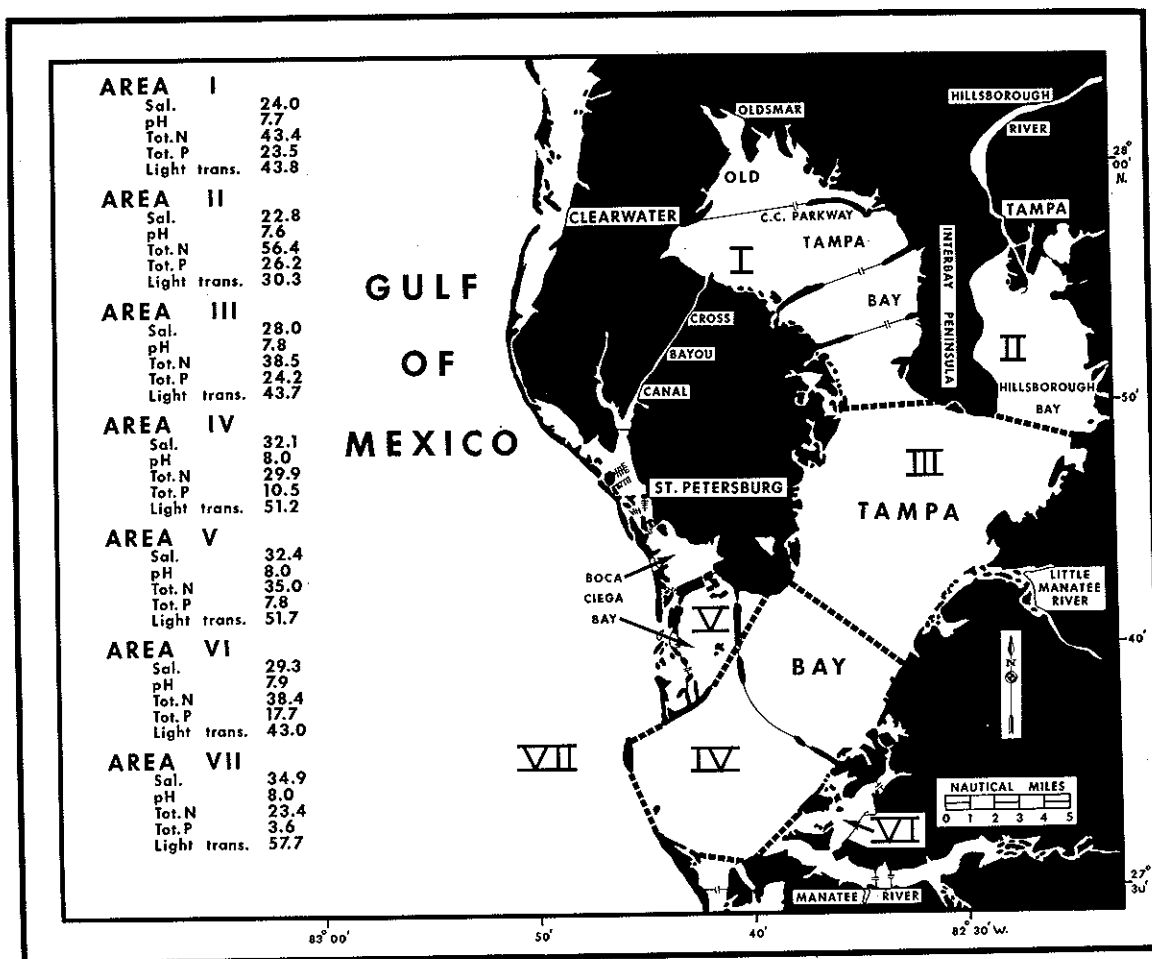 AREA I
Sal. 24.0
pH 7.7
Tot.N 43.4
Tot. P 23.5
Light trans. 43.8
AREA II
Sal. 22.8
pH 7.6
Tot.N 56.4
Tot. P 26.2
Light trans. 30.3
AREA III
Sal. 28.0
pH 7.8
Tot.N 38.5
Tot. P 24.2
Light trans. 43.7
AREA IV
Sal. 32.1
pH 8.0
Tot.N 29.9
Tot. P 10.5
Light trans. 51.2
AREA V
Sal. 32.4
pH 8.0
Tot.N 35.0
Tot. P 7.8
Light trans. 51.7
AREA VI
Sal. 29.3
pH 7.9
Tot.N 38.4
Tot. P 17.7
Light trans. 43.0
AREA VII
Sal. 34.9
pH 8.0
Tot.N 23.4
Tot.P 3.6
Light trans. 57.7
GULF
OF
MEXICO
OLDSMAR
HILLSBOROUGH
RIVER
OLD
TAMPA
BAY
CLEARWATER
C.C. PARKWAY
I
TAMPA
INTERBAY PENINSULA
II
HILLSBOROUGH
BAY
CROSS
BAYOU
CANAL
III
TAMPA
BAY
ST. PETERSBURG
BOCA
CIEGA
BAY
V
LITTLE
MANATEE
RIVER
N
VII
IV
VI
NAUTICAL MILES
0 1 2 3 4 5
MANATEE RIVER
28°
00'
N.
50'
40'
27°
30'
83° 00'
50'
40'
82° 30' W.